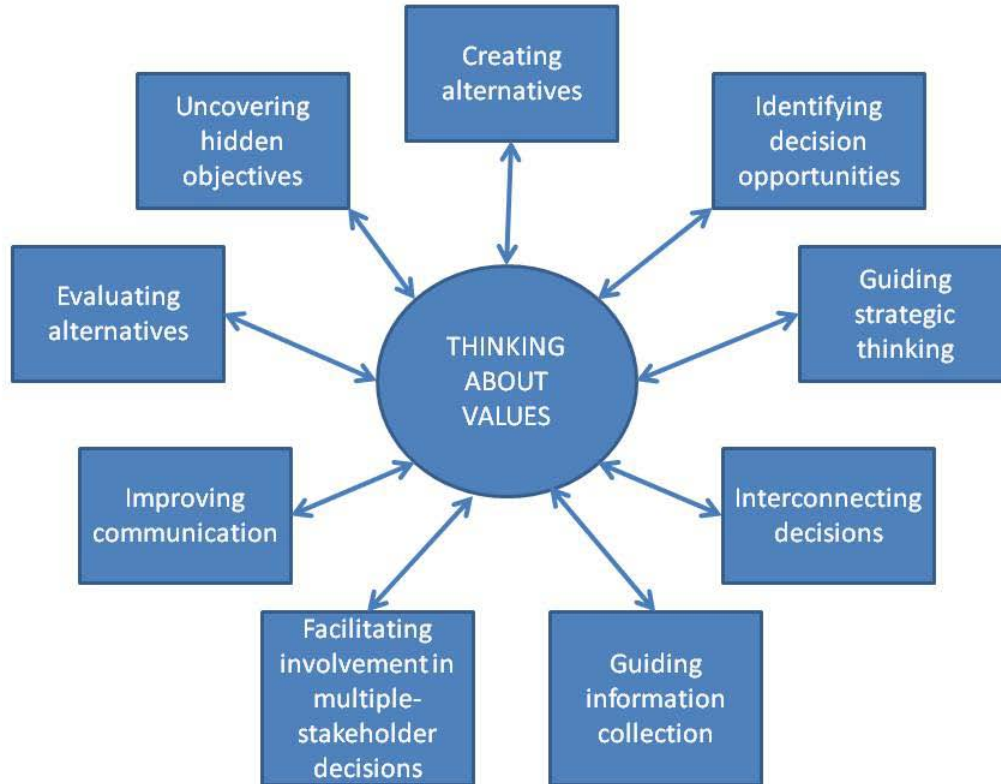 Creating
alternatives
Uncovering
hidden
objectives
Identifying
decision
opportunities
Evaluating
alternatives
THINKING
ABOUT
VALUES
Guiding
strategic
thinking
Improving
communication
Interconnecting
decisions
Facilitating
involvement in
multiple-
stakeholder
decisions
Guiding
information
collection